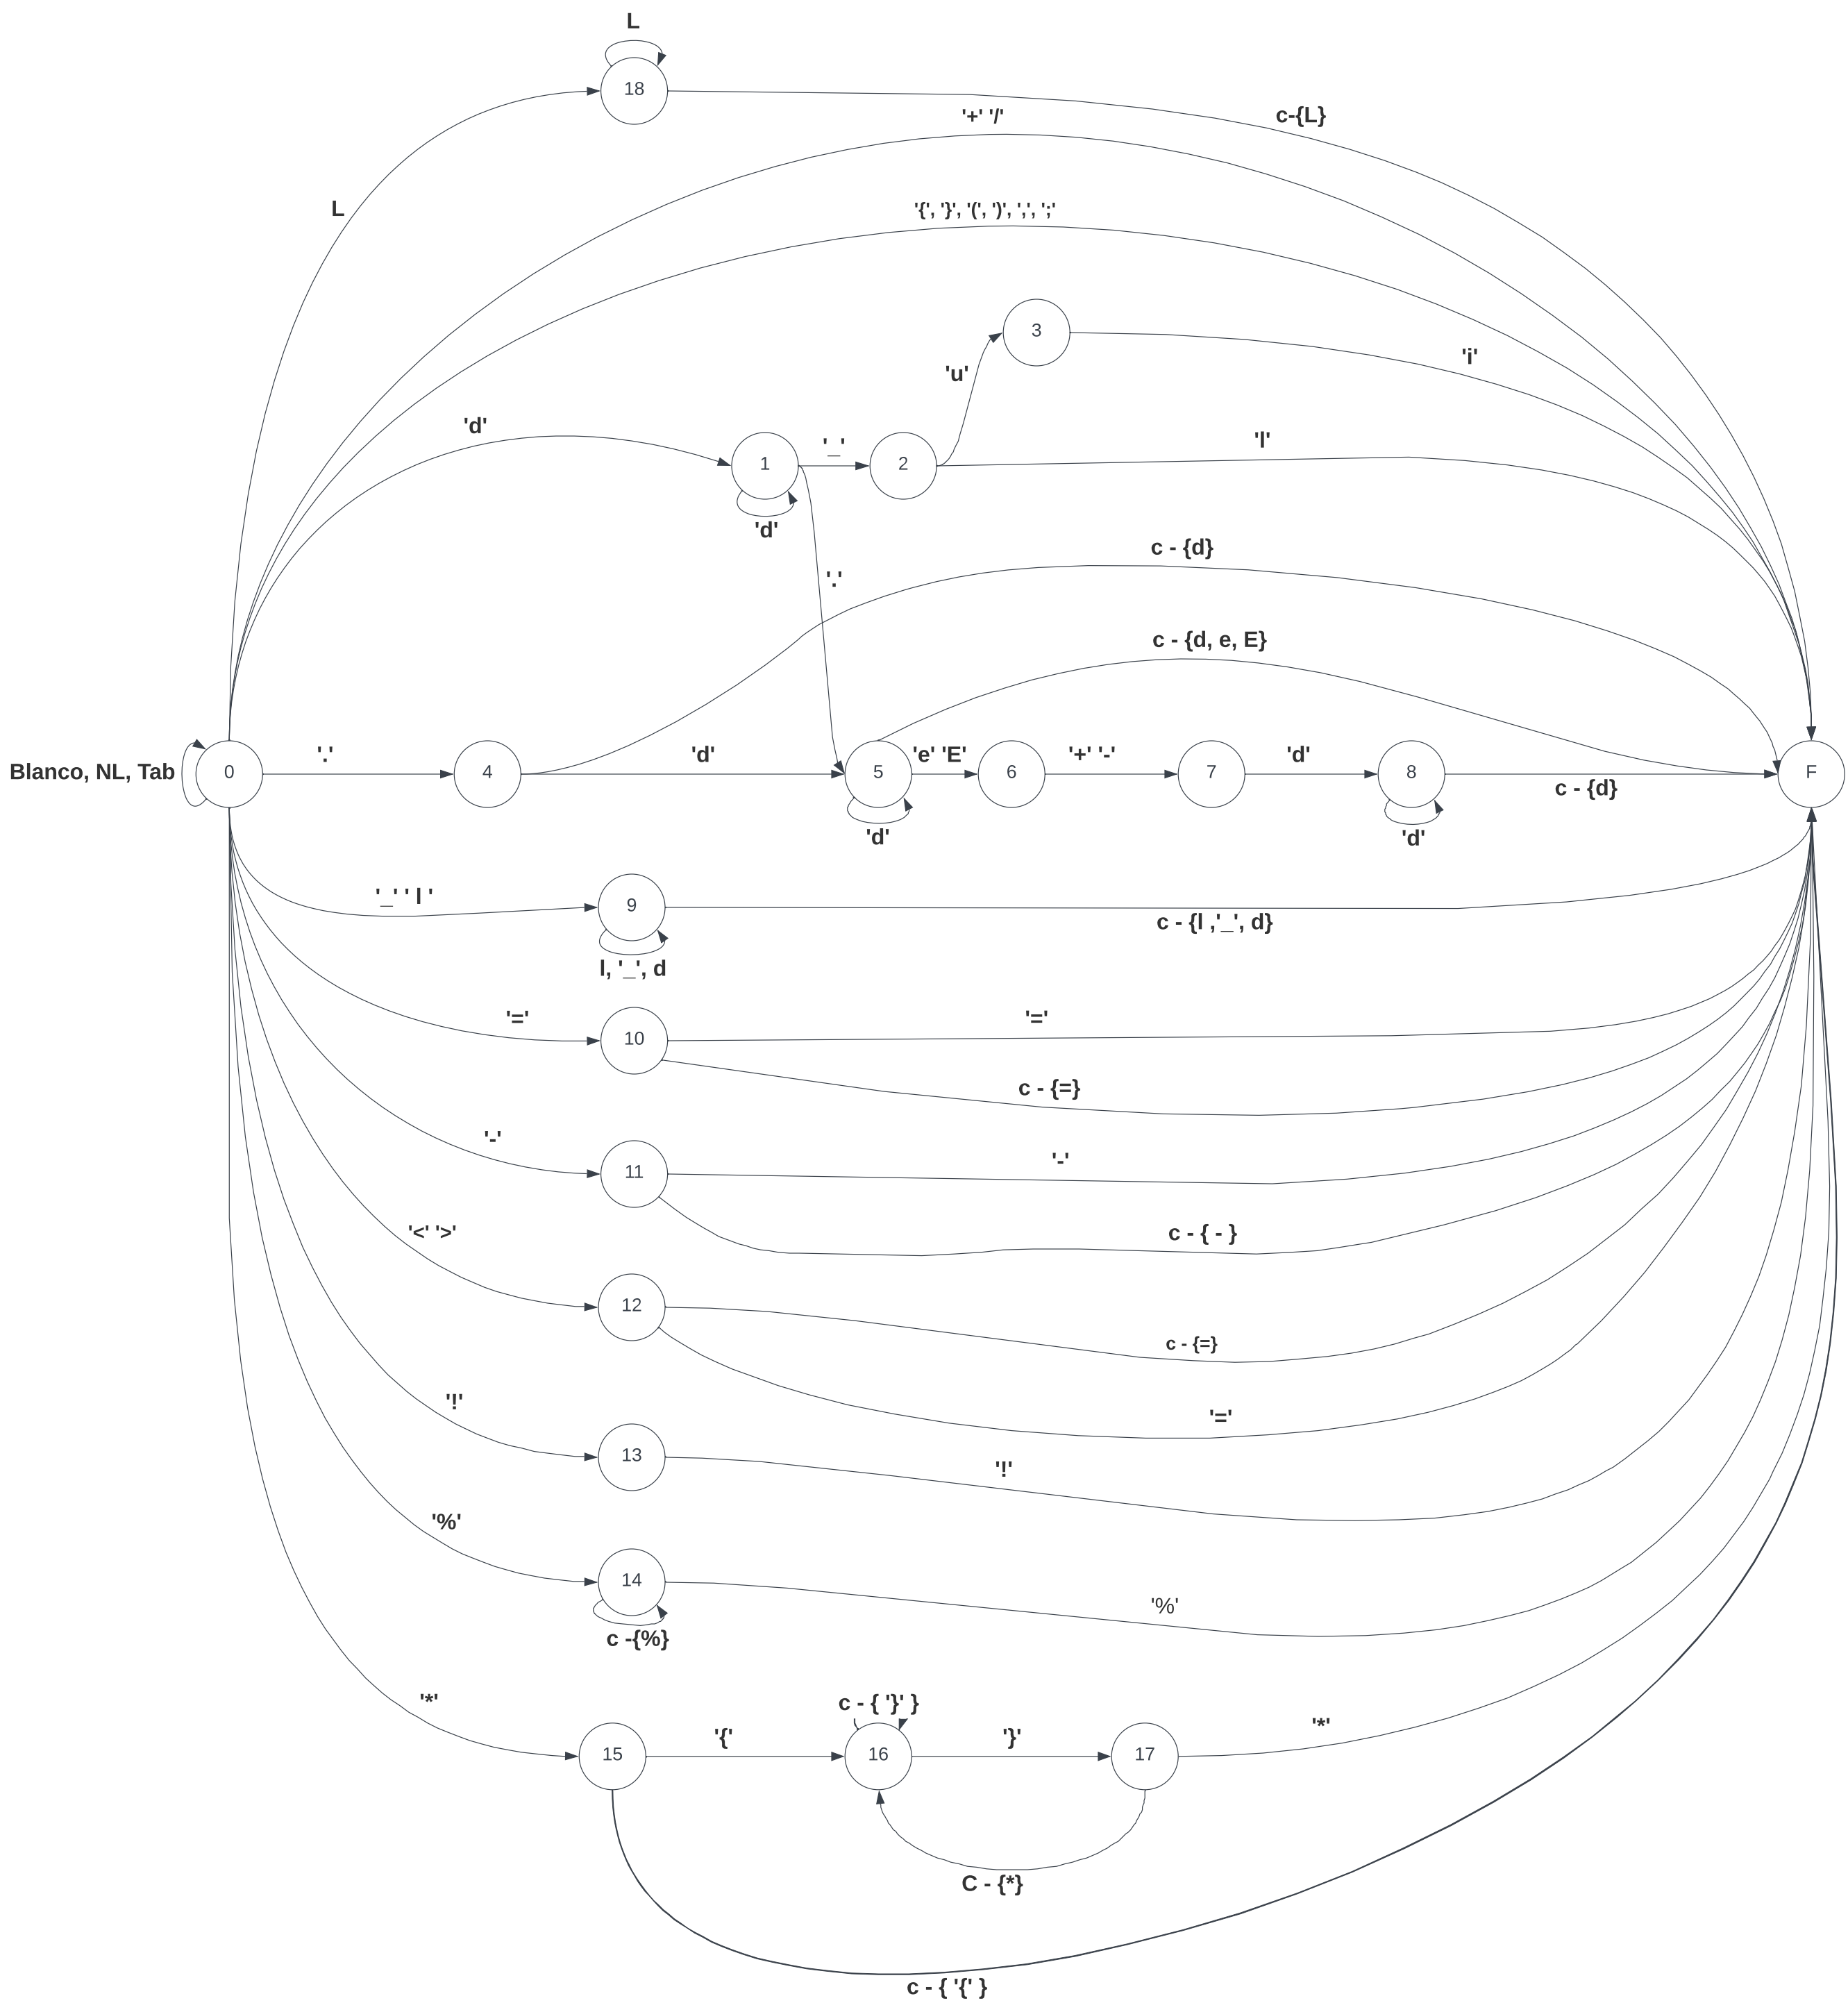 L
18
c-{L}
'+' '/'
L
'{', '}', '(', ')', ',', ';'
3
'i'
'u'
'd'
'_'
'l'
1
2
'd'
c - {d}
'.'
c - {d, e, E}
Blanco, NL, Tab
0
'.'
4
'd'
5
'e' 'E'
6
'+' '-'
7
'd'
8
c - {d}
F
'd'
'd'
'_' ' l '
9
c - {l ,'_', d}
l, '_', d
'='
10
'='
c - {=}
'-'
11
'-'
c - { - }
'<' '>'
12
c - {=}
'='
'!'
13
'!'
'%'
14
'%'
c -{%}
'*'
15
'{'
c - { '}' }
16
'}'
17
'*'
C - {*}
c - { '{' }